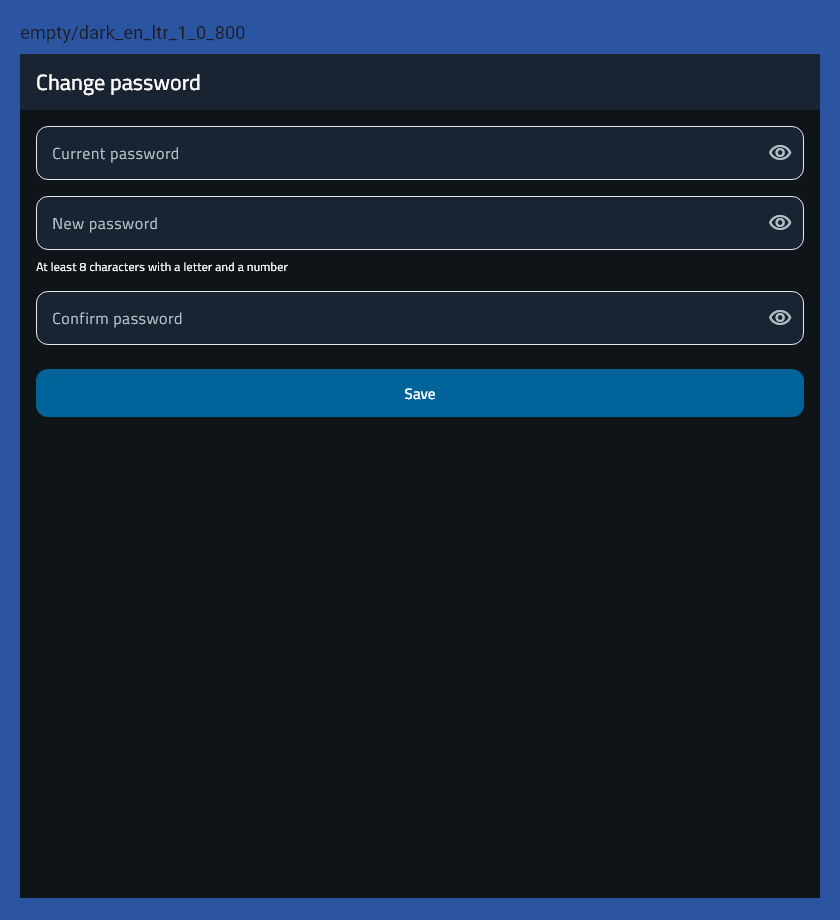 empty/dark_en_ltr_1_0_800
Change password
Current password
New password
At least 8 characters with a letter and a number
Confirm password
Save